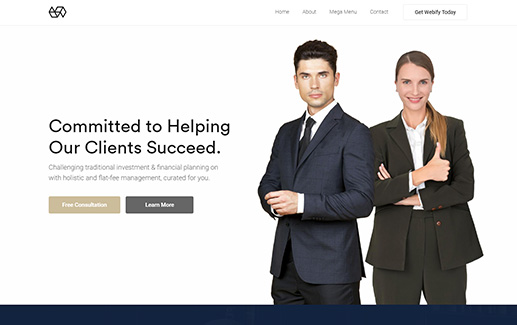 Home About Mega Menu Contact Get Webify Today
Committed to Helping
Our Clients Succeed.
Challenging traditional investment & financial planning on
with holistic and flat-fee management, curated for you.
Free Consultation Learn More